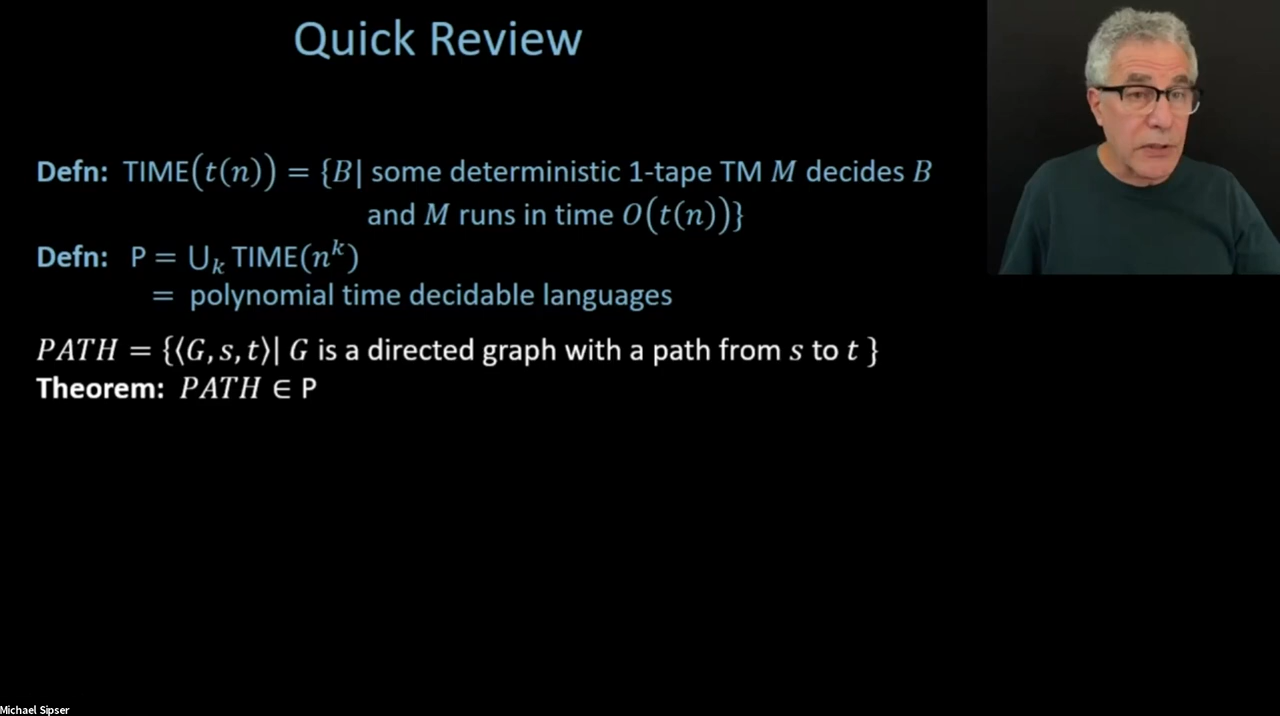 Quick Review
Defn: TIME(t(n)) = {B| some deterministic 1-tape TM M decides B
and M runs in time O(t(n))}
Defn: P = ⋃ₖ TIME(nᵏ)
= polynomial time decidable languages
PATH = {⟨G, s, t⟩| G is a directed graph with a path from s to t }
Theorem: PATH ∈ P
Michael Sipser